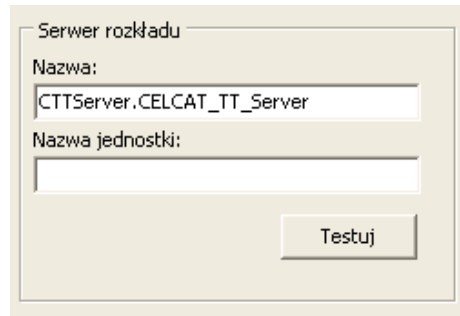 Serwer rozkładu
Nazwa:
CTTServer.CELCAT_TT_Server
Nazwa jednostki:
Testuj